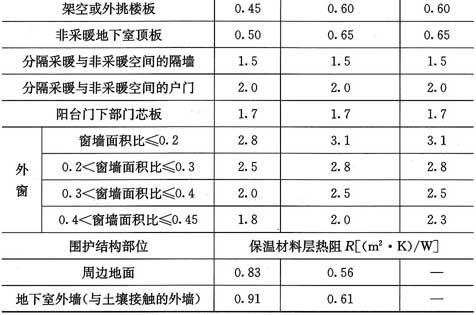 架空或外挑楼板 0.45 0.60 0.60
非采暖地下室顶板 0.50 0.65 0.65
分隔采暖与非采暖空间的隔墙 1.5 1.5 1.5
分隔采暖与非采暖空间的户门 2.0 2.0 2.0
阳台门下部门芯板 1.7 1.7 1.7
外窗
窗墙面积比≤0.2 2.8 3.1 3.1
0.2<窗墙面积比≤0.3 2.5 2.8 2.8
0.3<窗墙面积比≤0.4 2.0 2.5 2.5
0.4<窗墙面积比≤0.45 1.8 2.0 2.3
围护结构部位 保温材料层热阻R[(m²·K)/W]
周边地面 0.83 0.56 —
地下室外墙(与土壤接触的外墙) 0.91 0.61 —